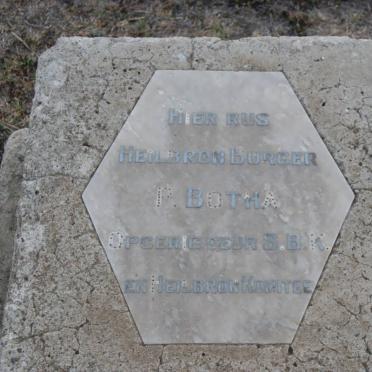 HIER RUS
HEILBRON BURGER
P. BOTHA
OPGERIG DEUR S.B.K.
EN HEILBRON KOMITEE